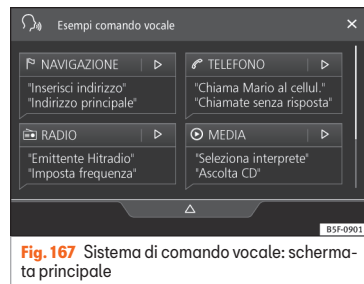 Esempi comando vocale
NAVIGAZIONE
"Inserisci indirizzo"
"Indirizzo principale"
TELEFONO
"Chiama Mario al cellul."
"Chiamate senza risposta"
RADIO
"Emittente Hitradio"
"Imposta frequenza"
MEDIA
"Seleziona interprete"
"Ascolta CD"
B5F-0901
Fig. 167 Sistema di comando vocale: scherma-
ta principale